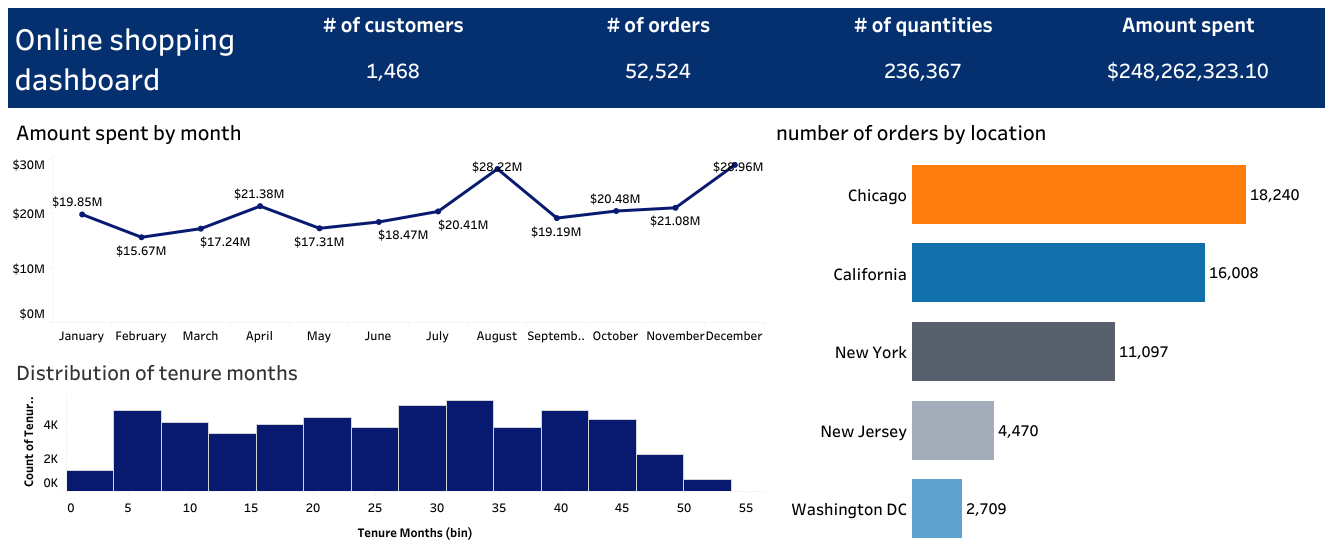 Online shopping
dashboard
# of customers
1,468
# of orders
52,524
# of quantities
236,367
Amount spent
$248,262,323.10
Amount spent by month
$30M
$20M
$10M
$0M
$19.85M
$15.67M
$17.24M
$21.38M
$17.31M
$18.47M
$20.41M
$28.22M
$19.19M
$20.48M
$21.08M
$28.96M
January February March April May June July August Septemb.. October November December
Distribution of tenure months
Count of Tenur..
4K
2K
0K
0 5 10 15 20 25 30 35 40 45 50 55
Tenure Months (bin)
number of orders by location
Chicago 18,240
California 16,008
New York 11,097
New Jersey 4,470
Washington DC 2,709